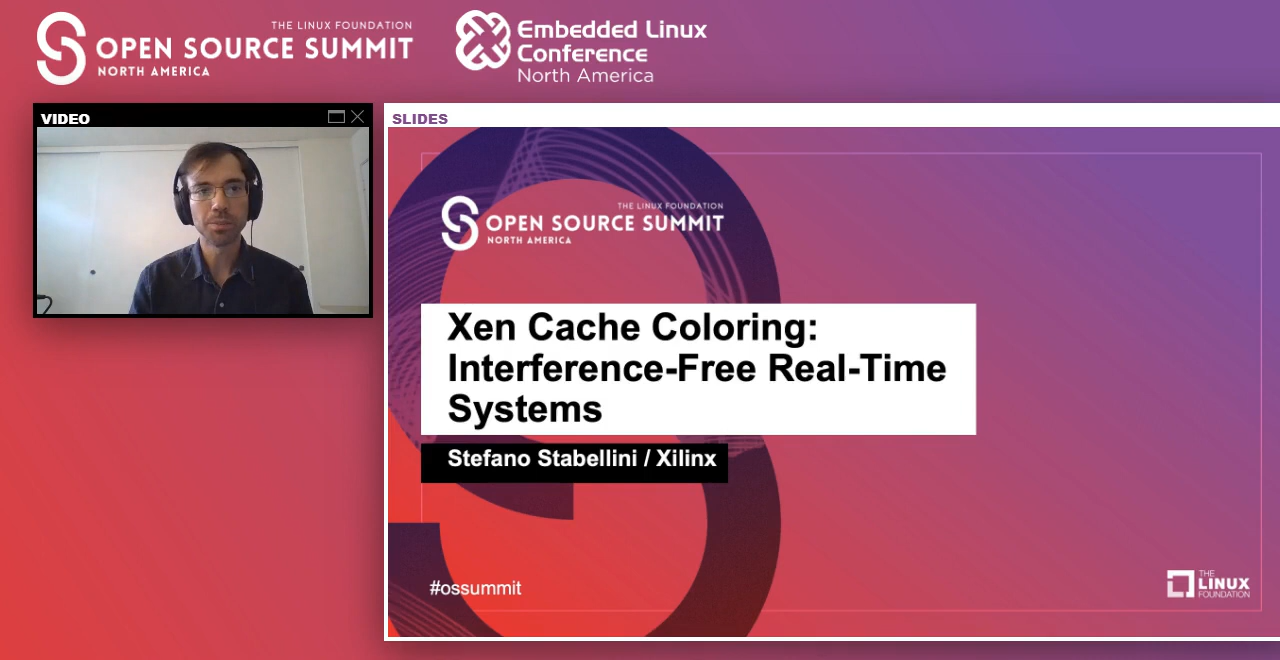 THE LINUX FOUNDATION
OPEN SOURCE SUMMIT
NORTH AMERICA
Embedded Linux
Conference
North America
VIDEO
SLIDES
THE LINUX FOUNDATION
OPEN SOURCE SUMMIT
NORTH AMERICA
Xen Cache Coloring:
Interference-Free Real-Time
Systems
Stefano Stabellini / Xilinx
#ossummit
THE
LINUX
FOUNDATION